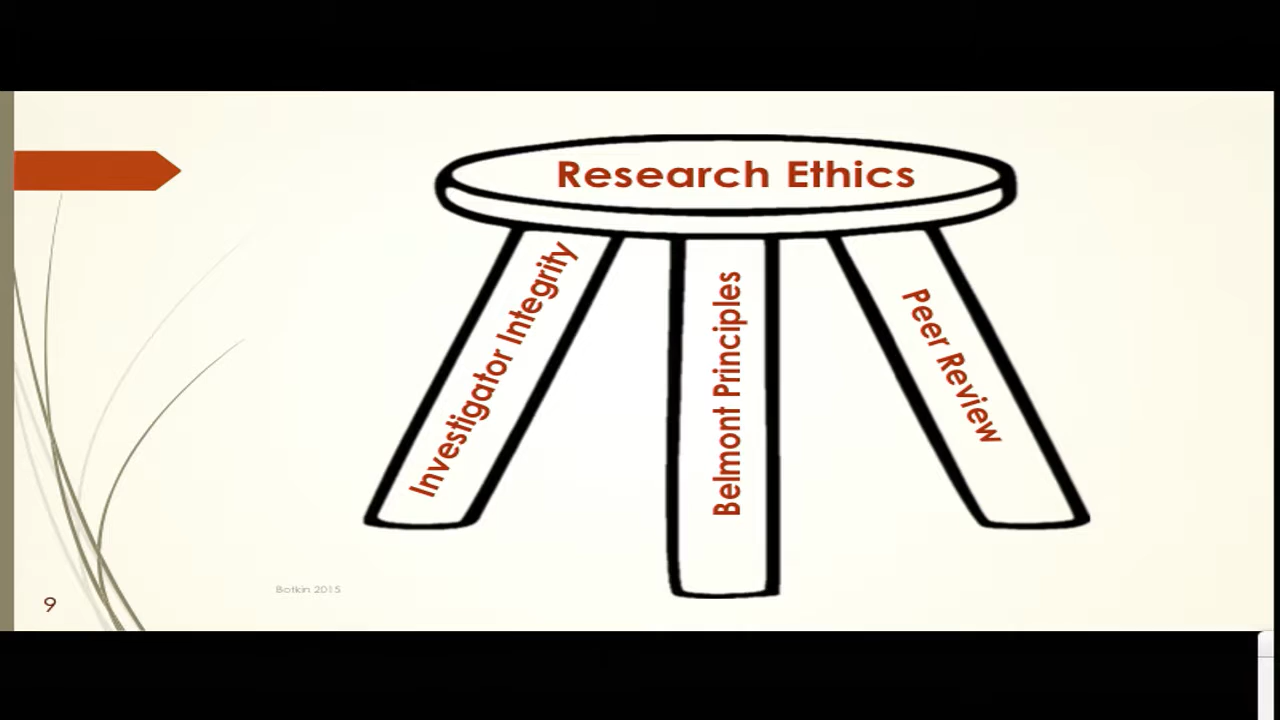 Research Ethics
Investigator Integrity
Belmont Principles
Peer Review
Botkin 2015
9